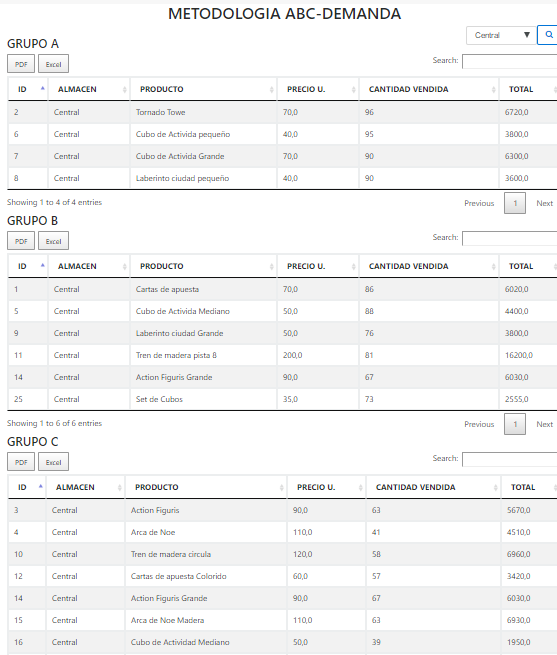 METODOLOGIA ABC-DEMANDA
Central
GRUPO A
PDF Excel Search:
ID ALMACEN PRODUCTO PRECIO U. CANTIDAD VENDIDA TOTAL
2 Central Tornado Towe 70,0 96 6720,0
6 Central Cubo de Activida pequeño 40,0 95 3800,0
7 Central Cubo de Activida Grande 70,0 90 6300,0
8 Central Laberinto ciudad pequeño 40,0 90 3600,0
Showing 1 to 4 of 4 entries Previous 1 Next
GRUPO B
PDF Excel Search:
ID ALMACEN PRODUCTO PRECIO U. CANTIDAD VENDIDA TOTAL
1 Central Cartas de apuesta 70,0 86 6020,0
5 Central Cubo de Activida Mediano 50,0 88 4400,0
9 Central Laberinto ciudad Grande 50,0 76 3800,0
11 Central Tren de madera pista 8 200,0 81 16200,0
14 Central Action Figuris Grande 90,0 67 6030,0
25 Central Set de Cubos 35,0 73 2555,0
Showing 1 to 6 of 6 entries Previous 1 Next
GRUPO C
PDF Excel Search:
ID ALMACEN PRODUCTO PRECIO U. CANTIDAD VENDIDA TOTAL
3 Central Action Figuris 90,0 63 5670,0
4 Central Arca de Noe 110,0 41 4510,0
10 Central Tren de madera circula 120,0 58 6960,0
12 Central Cartas de apuesta Colorido 60,0 57 3420,0
14 Central Action Figuris Grande 90,0 67 6030,0
15 Central Arca de Noe Madera 110,0 63 6930,0
16 Central Cubo de Actividad Mediano 50,0 39 1950,0